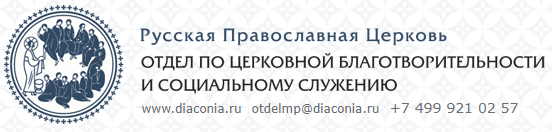 Русская Православная Церковь
ОТДЕЛ ПО ЦЕРКОВНОЙ БЛАГОТВОРИТЕЛЬНОСТИ
И СОЦИАЛЬНОМУ СЛУЖЕНИЮ
www.diaconia.ru otdelmp@diaconia.ru +7 499 921 02 57